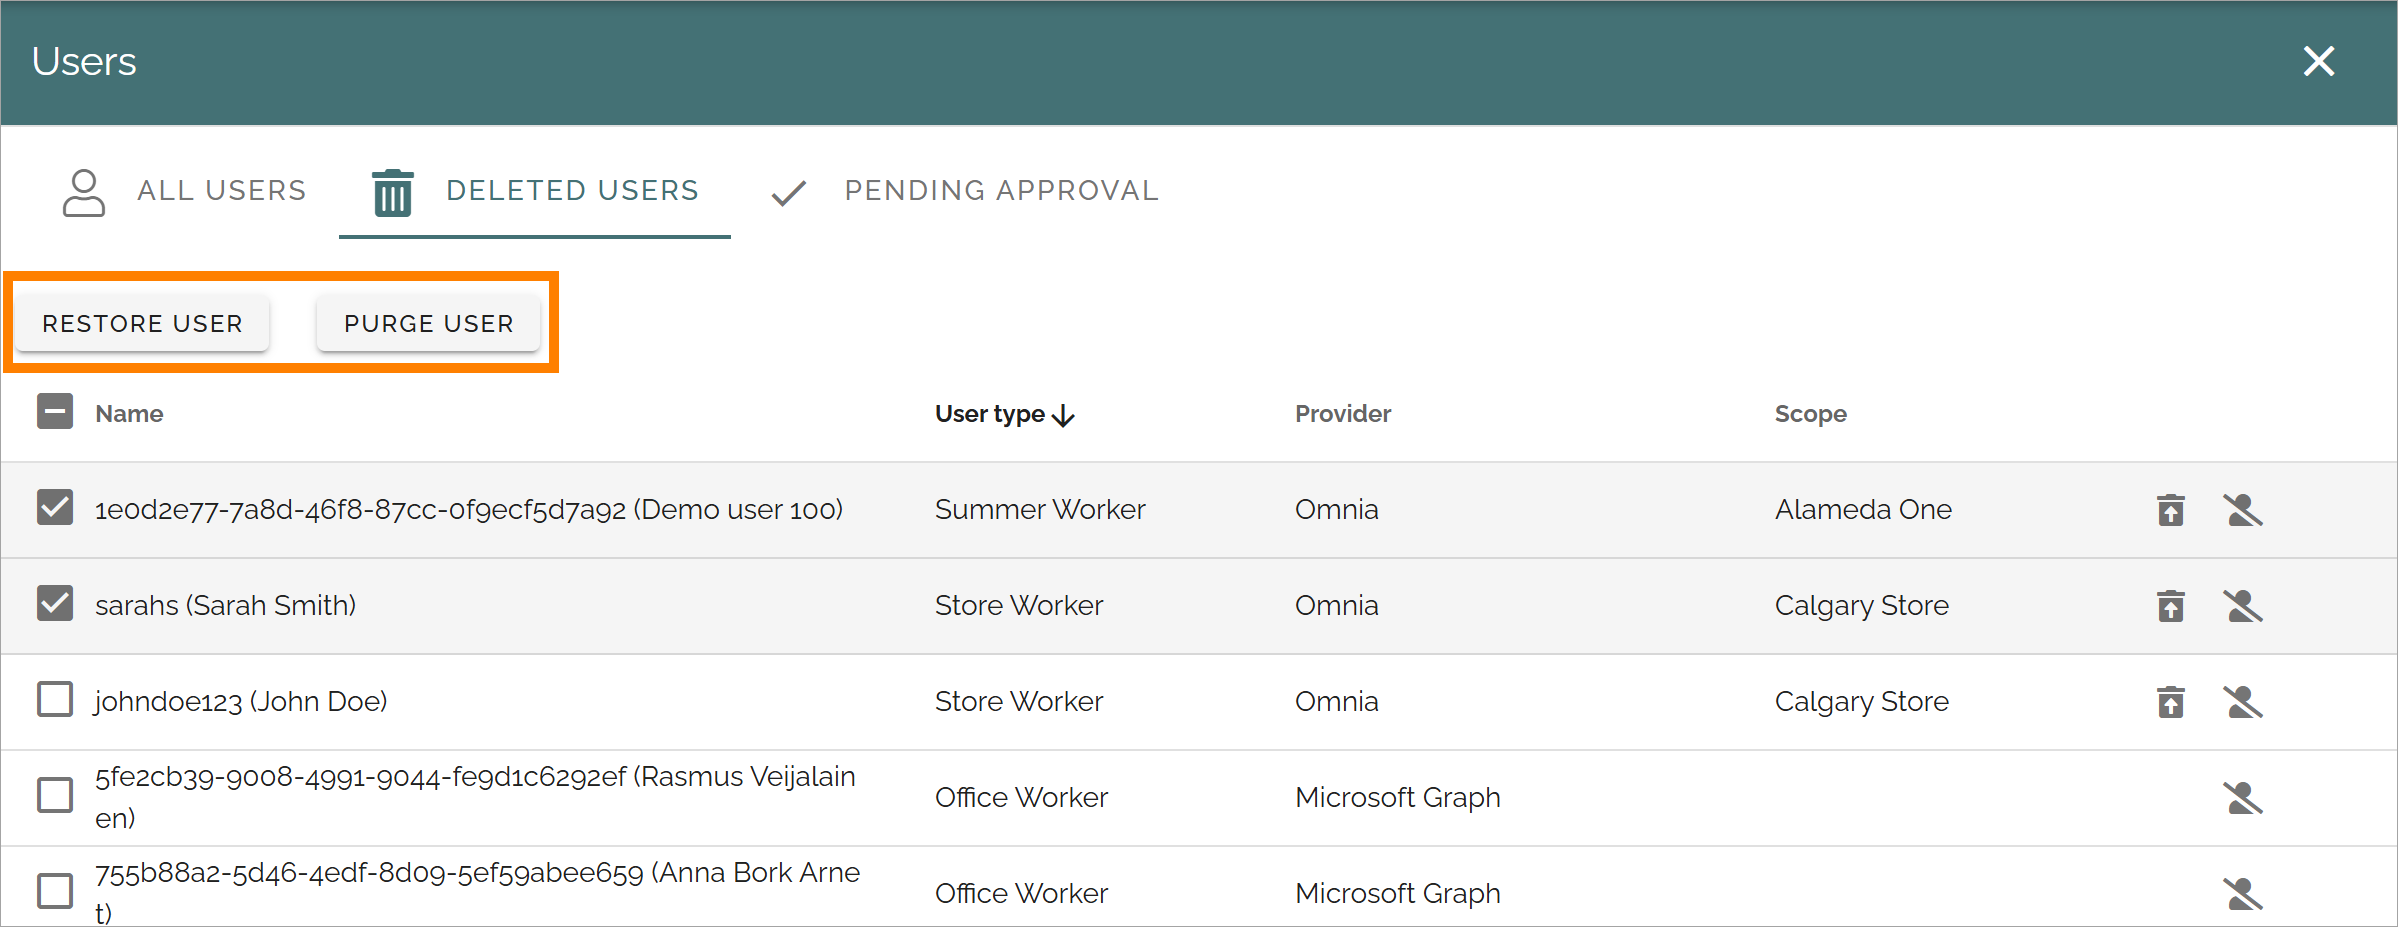 Users
ALL USERS DELETED USERS PENDING APPROVAL
RESTORE USER PURGE USER
Name User type Provider Scope
1e0d2e77-7a8d-46f8-87cc-0f9ecf5d7a92 (Demo user 100) Summer Worker Omnia Alameda One
sarahs (Sarah Smith) Store Worker Omnia Calgary Store
johndoe123 (John Doe) Store Worker Omnia Calgary Store
5fe2cb39-9008-4991-9044-fe9d1c6292ef (Rasmus Veijalain
en) Office Worker Microsoft Graph
755b88a2-5d46-4edf-8d09-5ef59abee659 (Anna Bork Arne
t) Office Worker Microsoft Graph